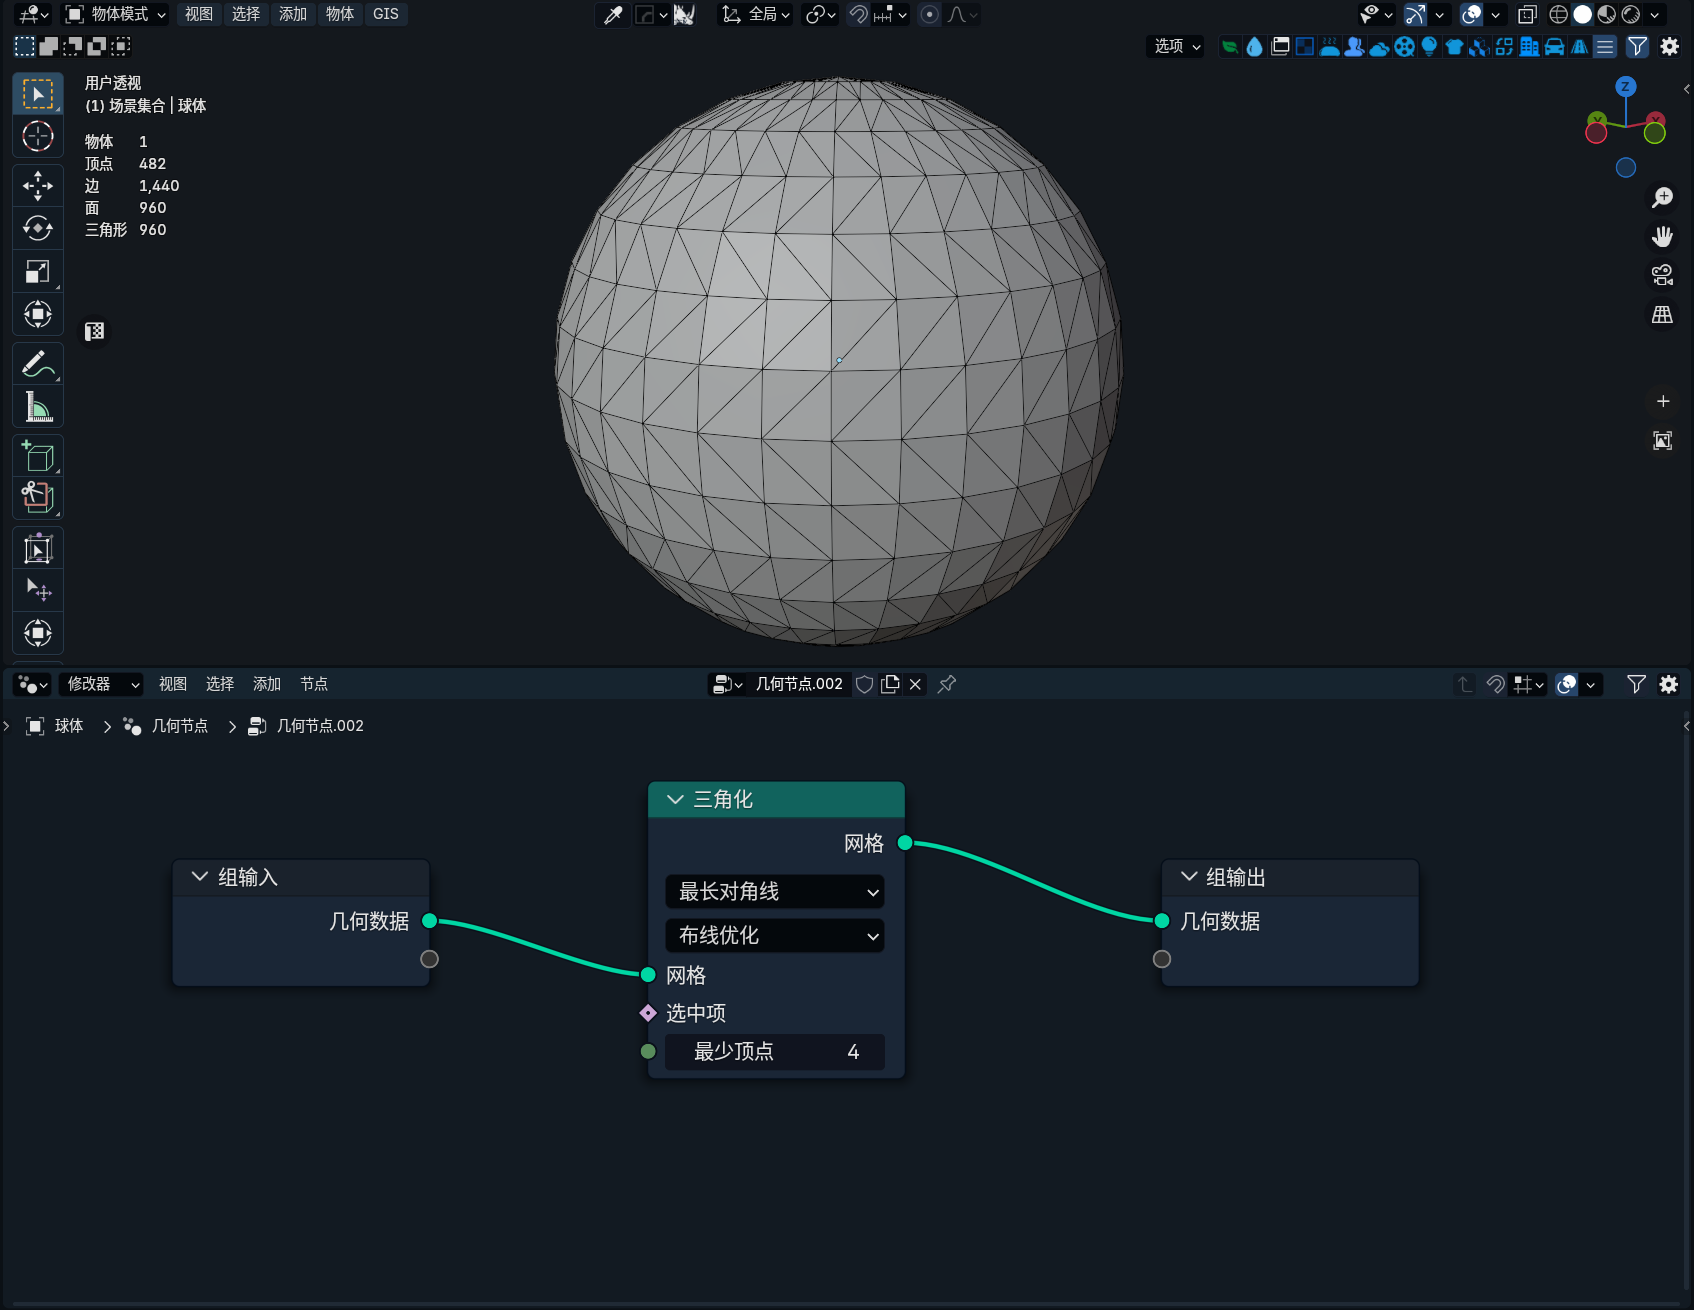 物体模式 视图 选择 添加 物体 GIS 全局
选项
用户透视
(1) 场景集合 | 球体
物体 1
顶点 482
边 1,440
面 960
三角形 960
Z
修改器 视图 选择 添加 节点 几何节点.002
球体 几何节点 几何节点.002
三角化
网格
最长对角线
布线优化
网格
选中项
最少顶点 4
组输入
几何数据
组输出
几何数据